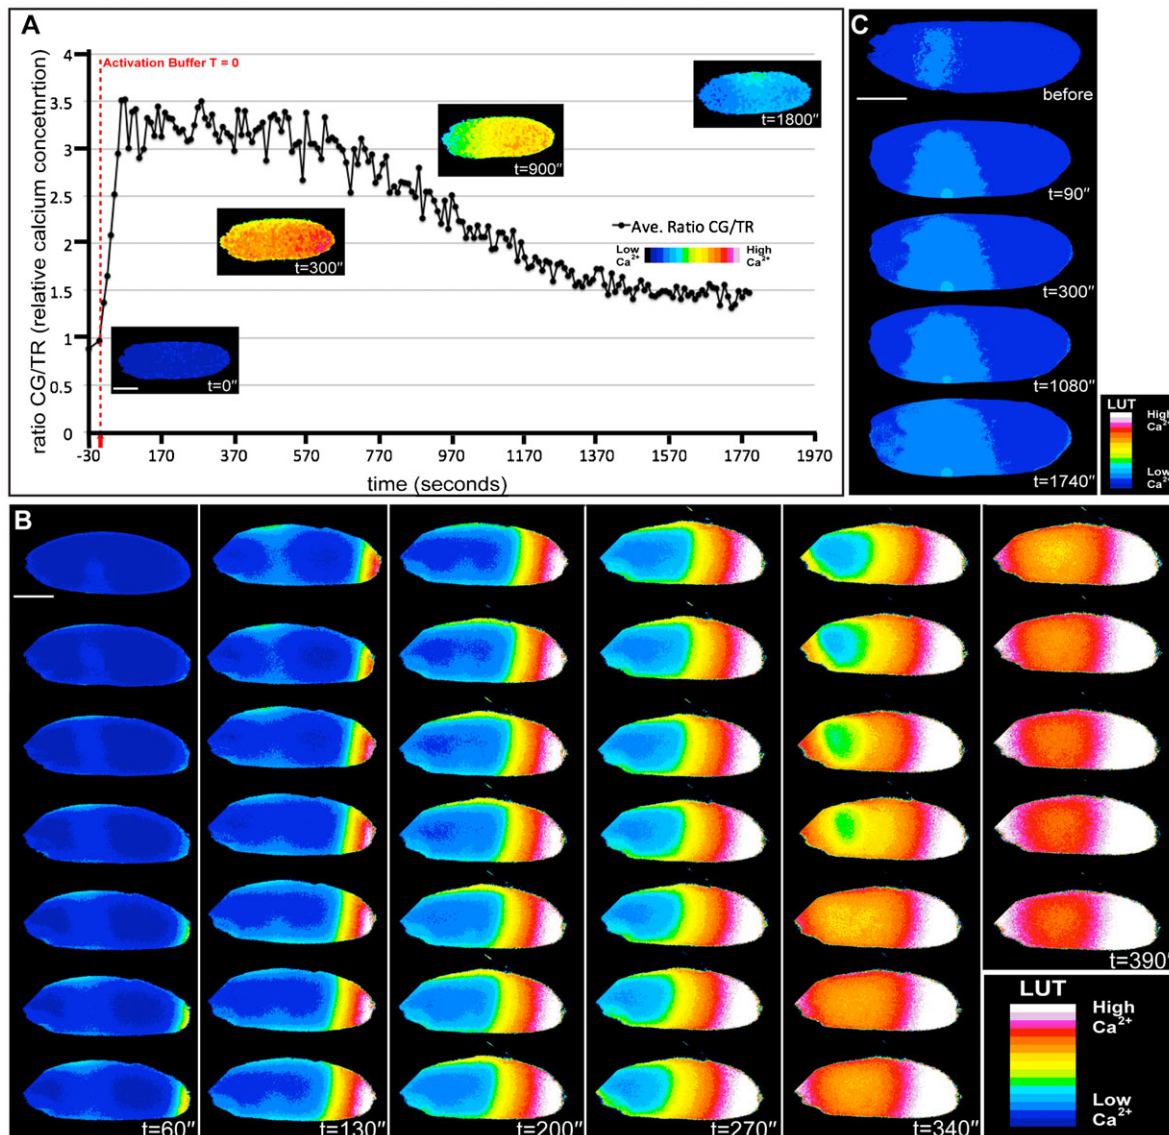 A
Activation Buffer T = 0
ratio CG/TR (relative calcium concetnrtion)
4
3.5
3
2.5
2
1.5
1
0.5
0
t=0"
t=300"
t=900"
t=1800"
Ave. Ratio CG/TR
Low Ca²⁺
High Ca²⁺
-30 170 370 570 770 970 1170 1370 1570 1780 1970
time (seconds)
C
before
t=90"
t=300"
t=1080"
t=1740"
LUT
High
Ca²⁺
Low
Ca²⁺
B
t=60"
t=130"
t=200"
t=270"
t=340"
t=390"
LUT
High
Ca²⁺
Low
Ca²⁺